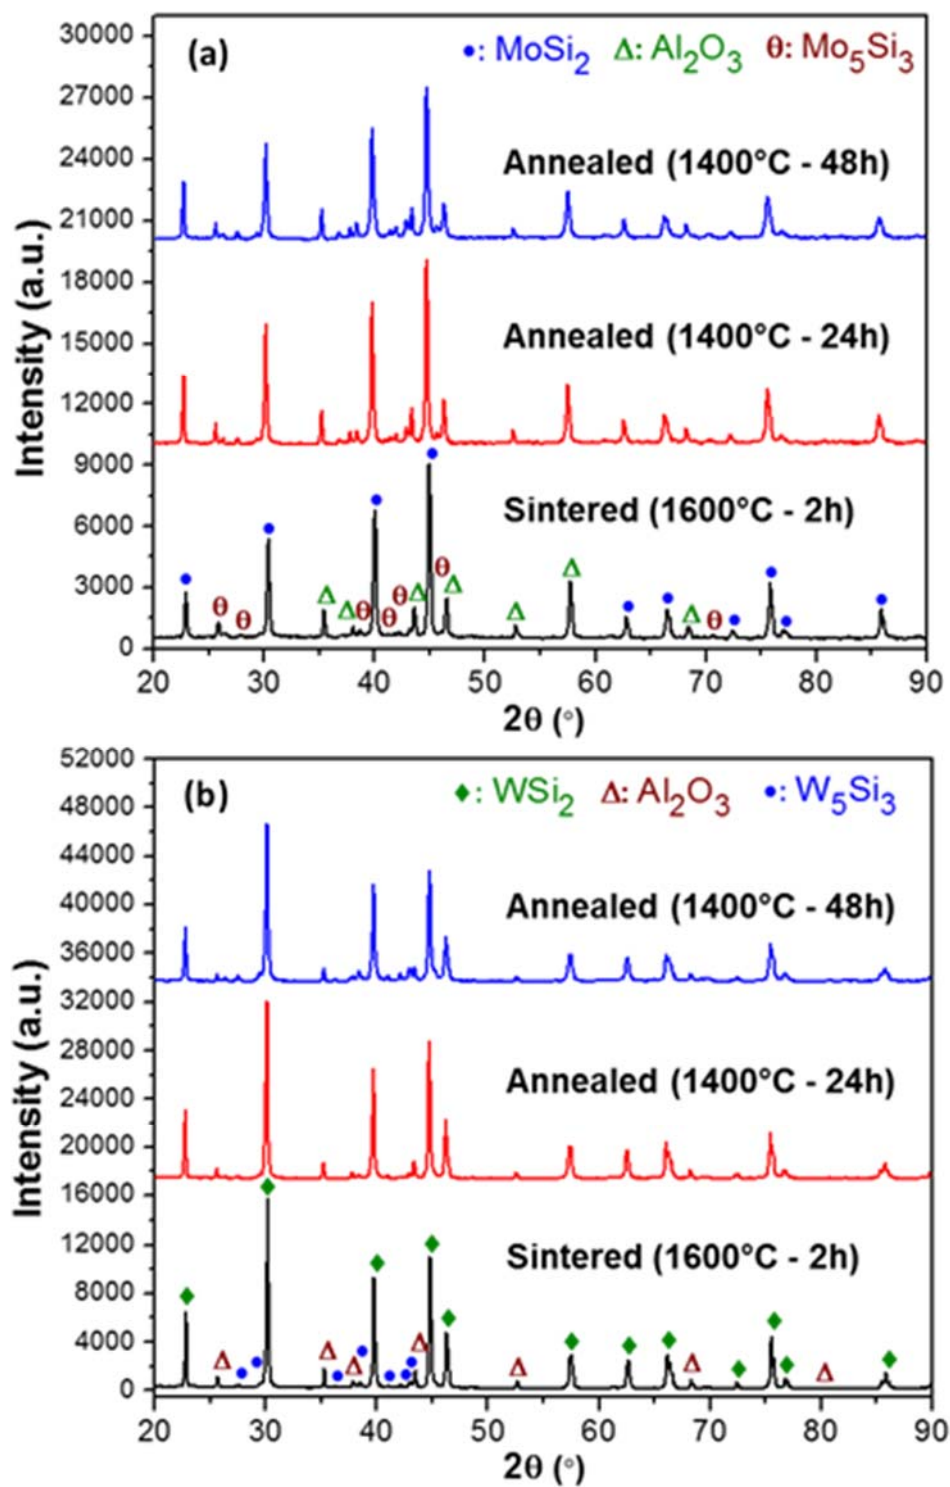 (a) •: MoSi2 Δ: Al2O3 θ: Mo5Si3
30000
27000
24000
21000
18000
15000
12000
9000
6000
3000
0
Intensity (a.u.)
Annealed (1400°C - 48h)
Annealed (1400°C - 24h)
Sintered (1600°C - 2h)
θ θ Δ Δ θ θ θ Δ θ Δ Δ Δ Δ θ
20 30 40 50 60 70 80 90
2θ (°)
(b) ♦: WSi2 Δ: Al2O3 •: W5Si3
52000
48000
44000
40000
36000
32000
28000
24000
20000
16000
12000
8000
4000
0
Intensity (a.u.)
Annealed (1400°C - 48h)
Annealed (1400°C - 24h)
Sintered (1600°C - 2h)
Δ Δ Δ Δ Δ Δ Δ
20 30 40 50 60 70 80 90
2θ (°)